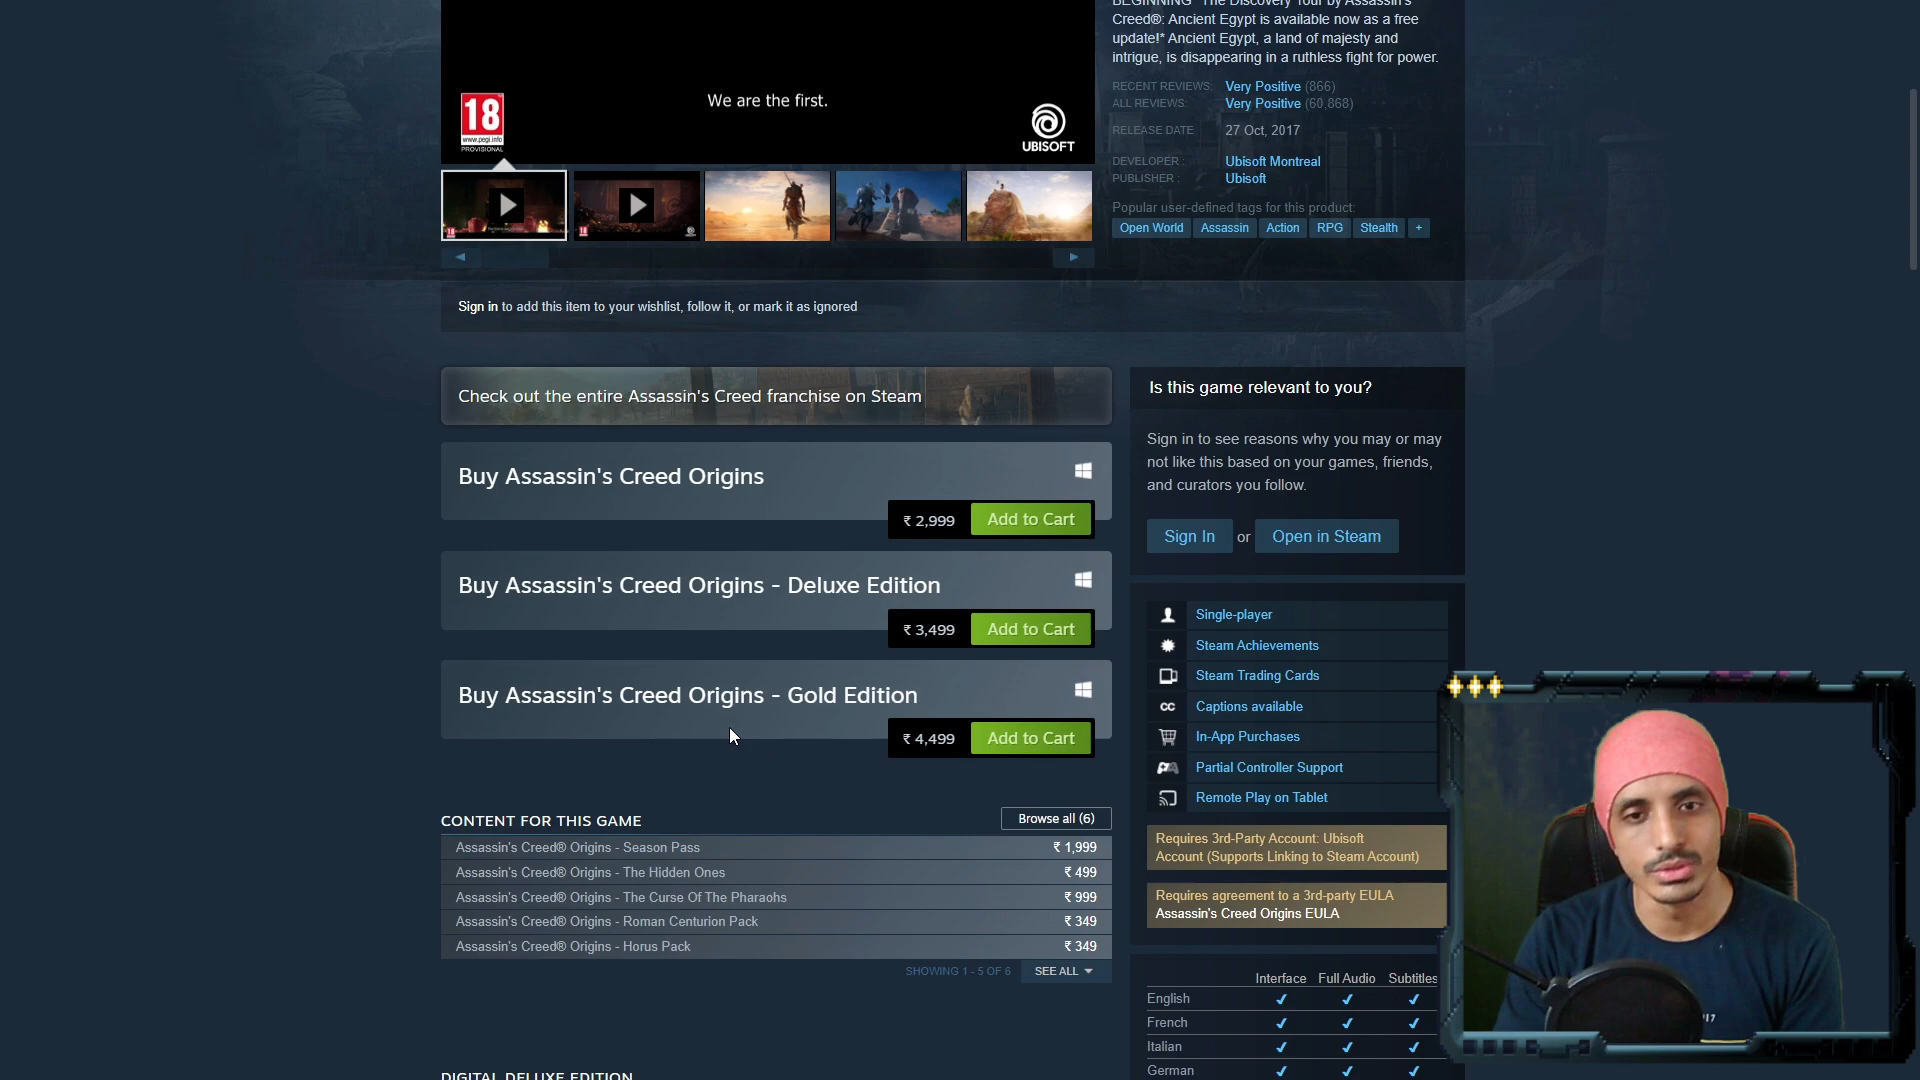 BEGINNING "The Discovery Tour by Assassin's
Creed®: Ancient Egypt is available now as a free
update!* Ancient Egypt, a land of majesty and
intrigue, is disappearing in a ruthless fight for power.
18
www.pegi.info
PROVISIONAL
We are the first.
UBISOFT
RECENT REVIEWS: Very Positive (866)
ALL REVIEWS: Very Positive (60,868)
RELEASE DATE 27 Oct, 2017
DEVELOPER : Ubisoft Montreal
PUBLISHER : Ubisoft
Popular user-defined tags for this product:
Open World Assassin Action RPG Stealth +
Sign in to add this item to your wishlist, follow it, or mark it as ignored
Check out the entire Assassin's Creed franchise on Steam
Buy Assassin's Creed Origins
₹ 2,999 Add to Cart
Buy Assassin's Creed Origins - Deluxe Edition
₹ 3,499 Add to Cart
Buy Assassin's Creed Origins - Gold Edition
₹ 4,499 Add to Cart
CONTENT FOR THIS GAME Browse all (6)
Assassin's Creed® Origins - Season Pass ₹ 1,999
Assassin's Creed® Origins - The Hidden Ones ₹ 499
Assassin's Creed® Origins - The Curse Of The Pharaohs ₹ 999
Assassin's Creed® Origins - Roman Centurion Pack ₹ 349
Assassin's Creed® Origins - Horus Pack ₹ 349
SHOWING 1 - 5 OF 6 SEE ALL
DIGITAL DELUXE EDITION
Is this game relevant to you?
Sign in to see reasons why you may or may
not like this based on your games, friends,
and curators you follow.
Sign In or Open in Steam
Single-player
Steam Achievements
Steam Trading Cards
CC Captions available
In-App Purchases
Partial Controller Support
Remote Play on Tablet
Requires 3rd-Party Account: Ubisoft
Account (Supports Linking to Steam Account)
Requires agreement to a 3rd-party EULA
Assassin's Creed Origins EULA
Interface Full Audio Subtitles
English
French
Italian
German